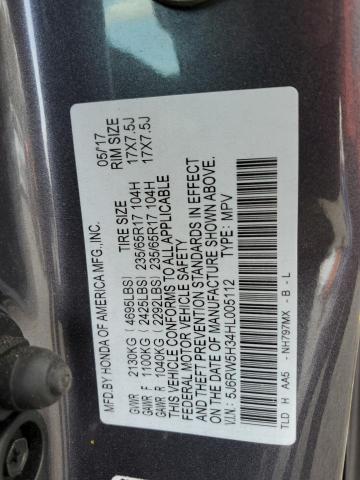 MFD. BY HONDA OF AMERICA MFG.,INC. 05/17
TIRE SIZE RIM SIZE
GVWR 2130KG ( 4695LBS)
GAWR F 1100KG ( 2425LBS) 235/65R17 104H 17X7.5J
GAWR R 1040KG ( 2292LBS) 235/65R17 104H 17X7.5J
THIS VEHICLE CONFORMS TO ALL APPLICABLE
FEDERAL MOTOR VEHICLE SAFETY
AND THEFT PREVENTION STANDARDS IN EFFECT
ON THE DATE OF MANUFACTURE SHOWN ABOVE.
V.I.N.: 5J6RW5H34HL005112 TYPE: MPV
TLD H AA5 NH797MX - B - L